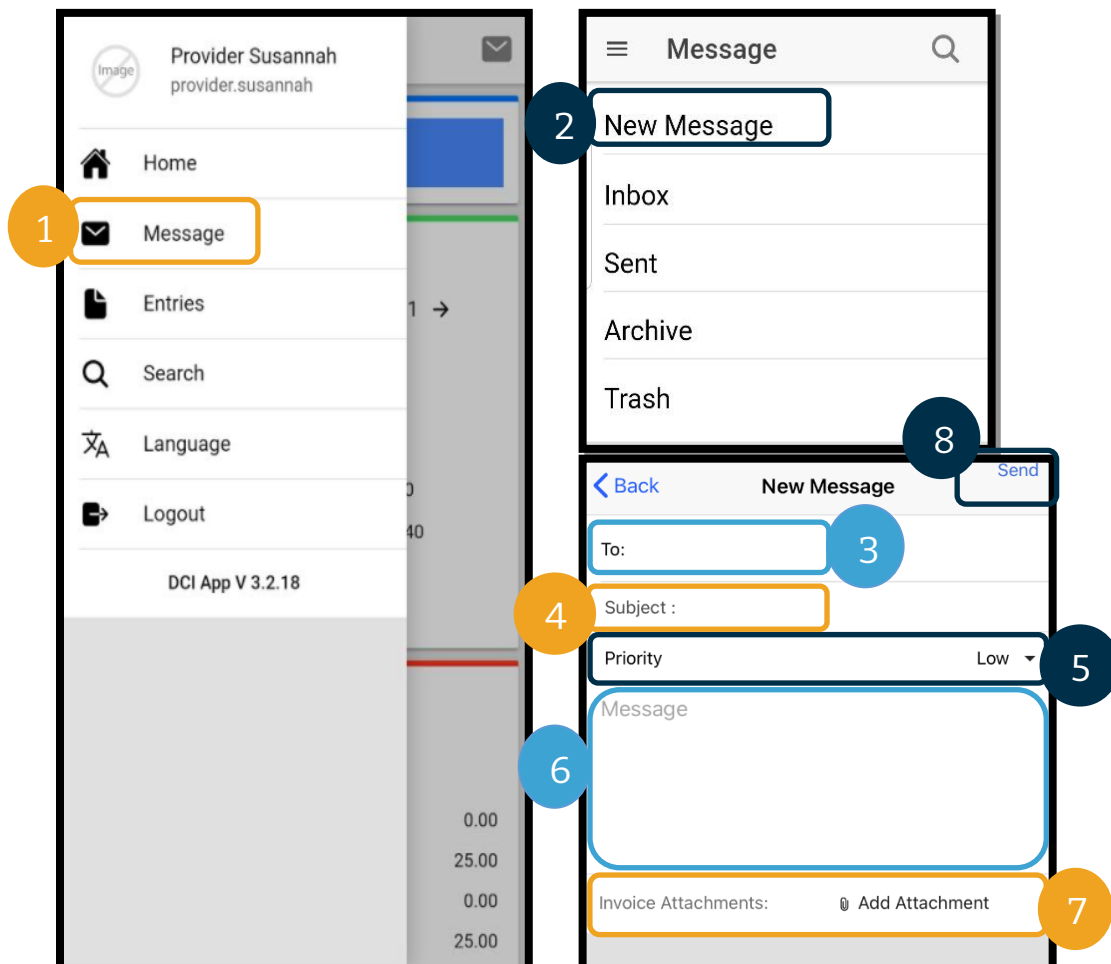 Image
Provider Susannah
provider.susannah
Home
1
Message
Entries
1 →
Search
文A Language
0
Logout
40
DCI App V 3.2.18
0.00
25.00
0.00
25.00
Message
2
New Message
Inbox
Sent
Archive
Trash
8
Back
New Message
Send
To:
3
4
Subject :
Priority
Low
5
Message
6
Invoice Attachments:
Add Attachment
7